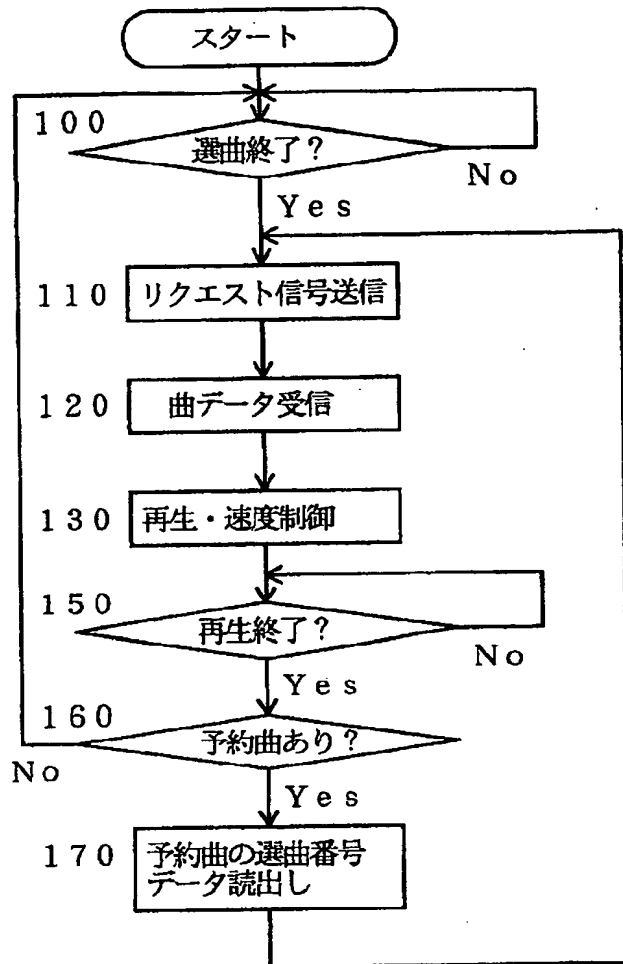 スタート
100
選曲終了?
No
Yes
110
リクエスト信号送信
120
曲データ受信
130
再生・速度制御
150
再生終了?
No
Yes
160
予約曲あり?
No
Yes
170
予約曲の選曲番号
データ読出し